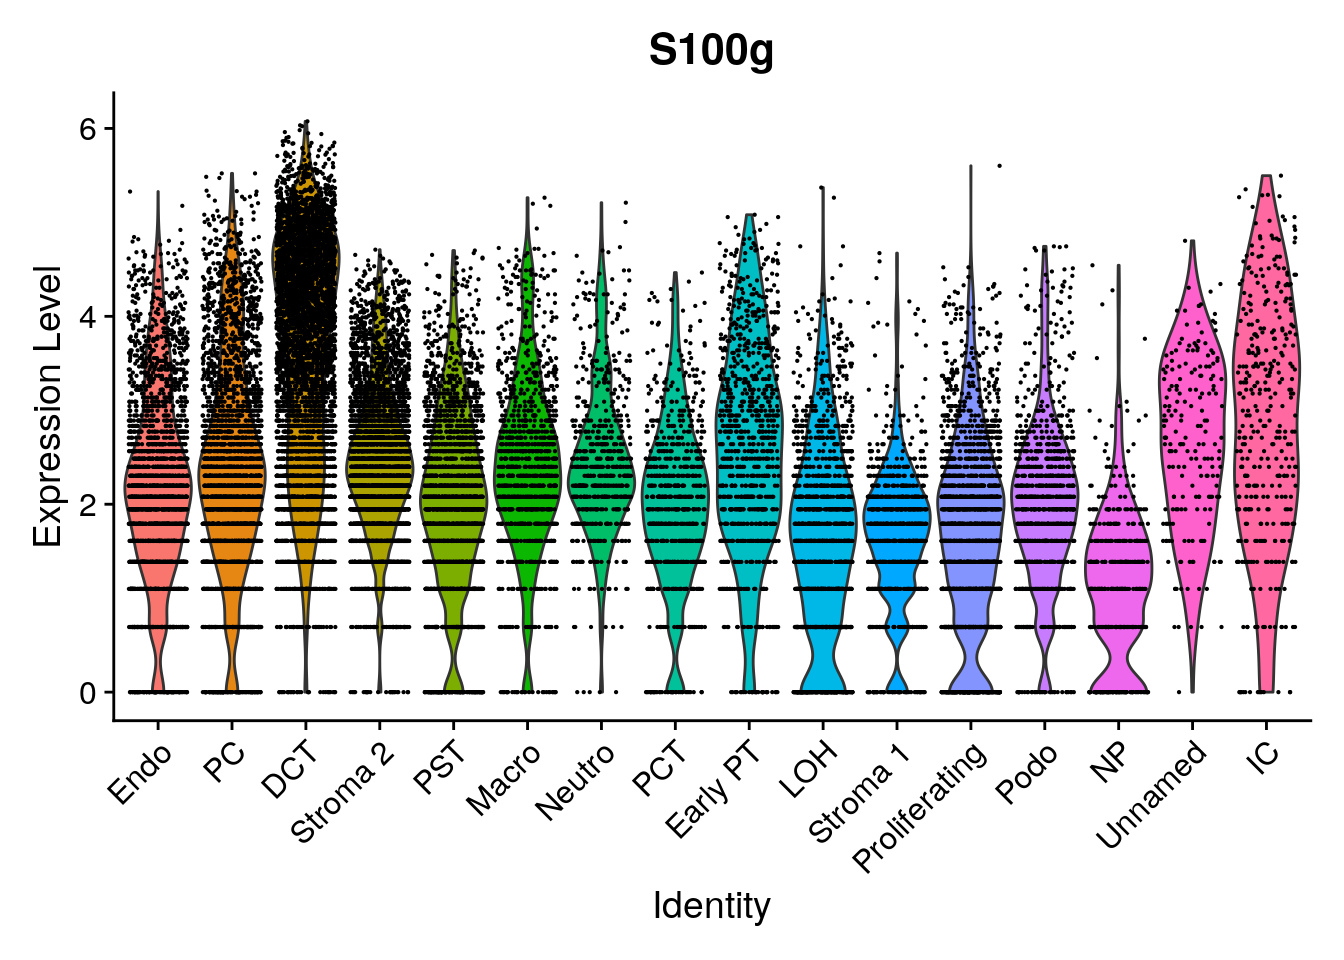 S100g
Expression Level
6
4
2
0
Endo
PC
DCT
Stroma 2
PST
Macro
Neutro
PCT
Early PT
LOH
Stroma 1
Proliferating
Podo
NP
Unnamed
IC
Identity